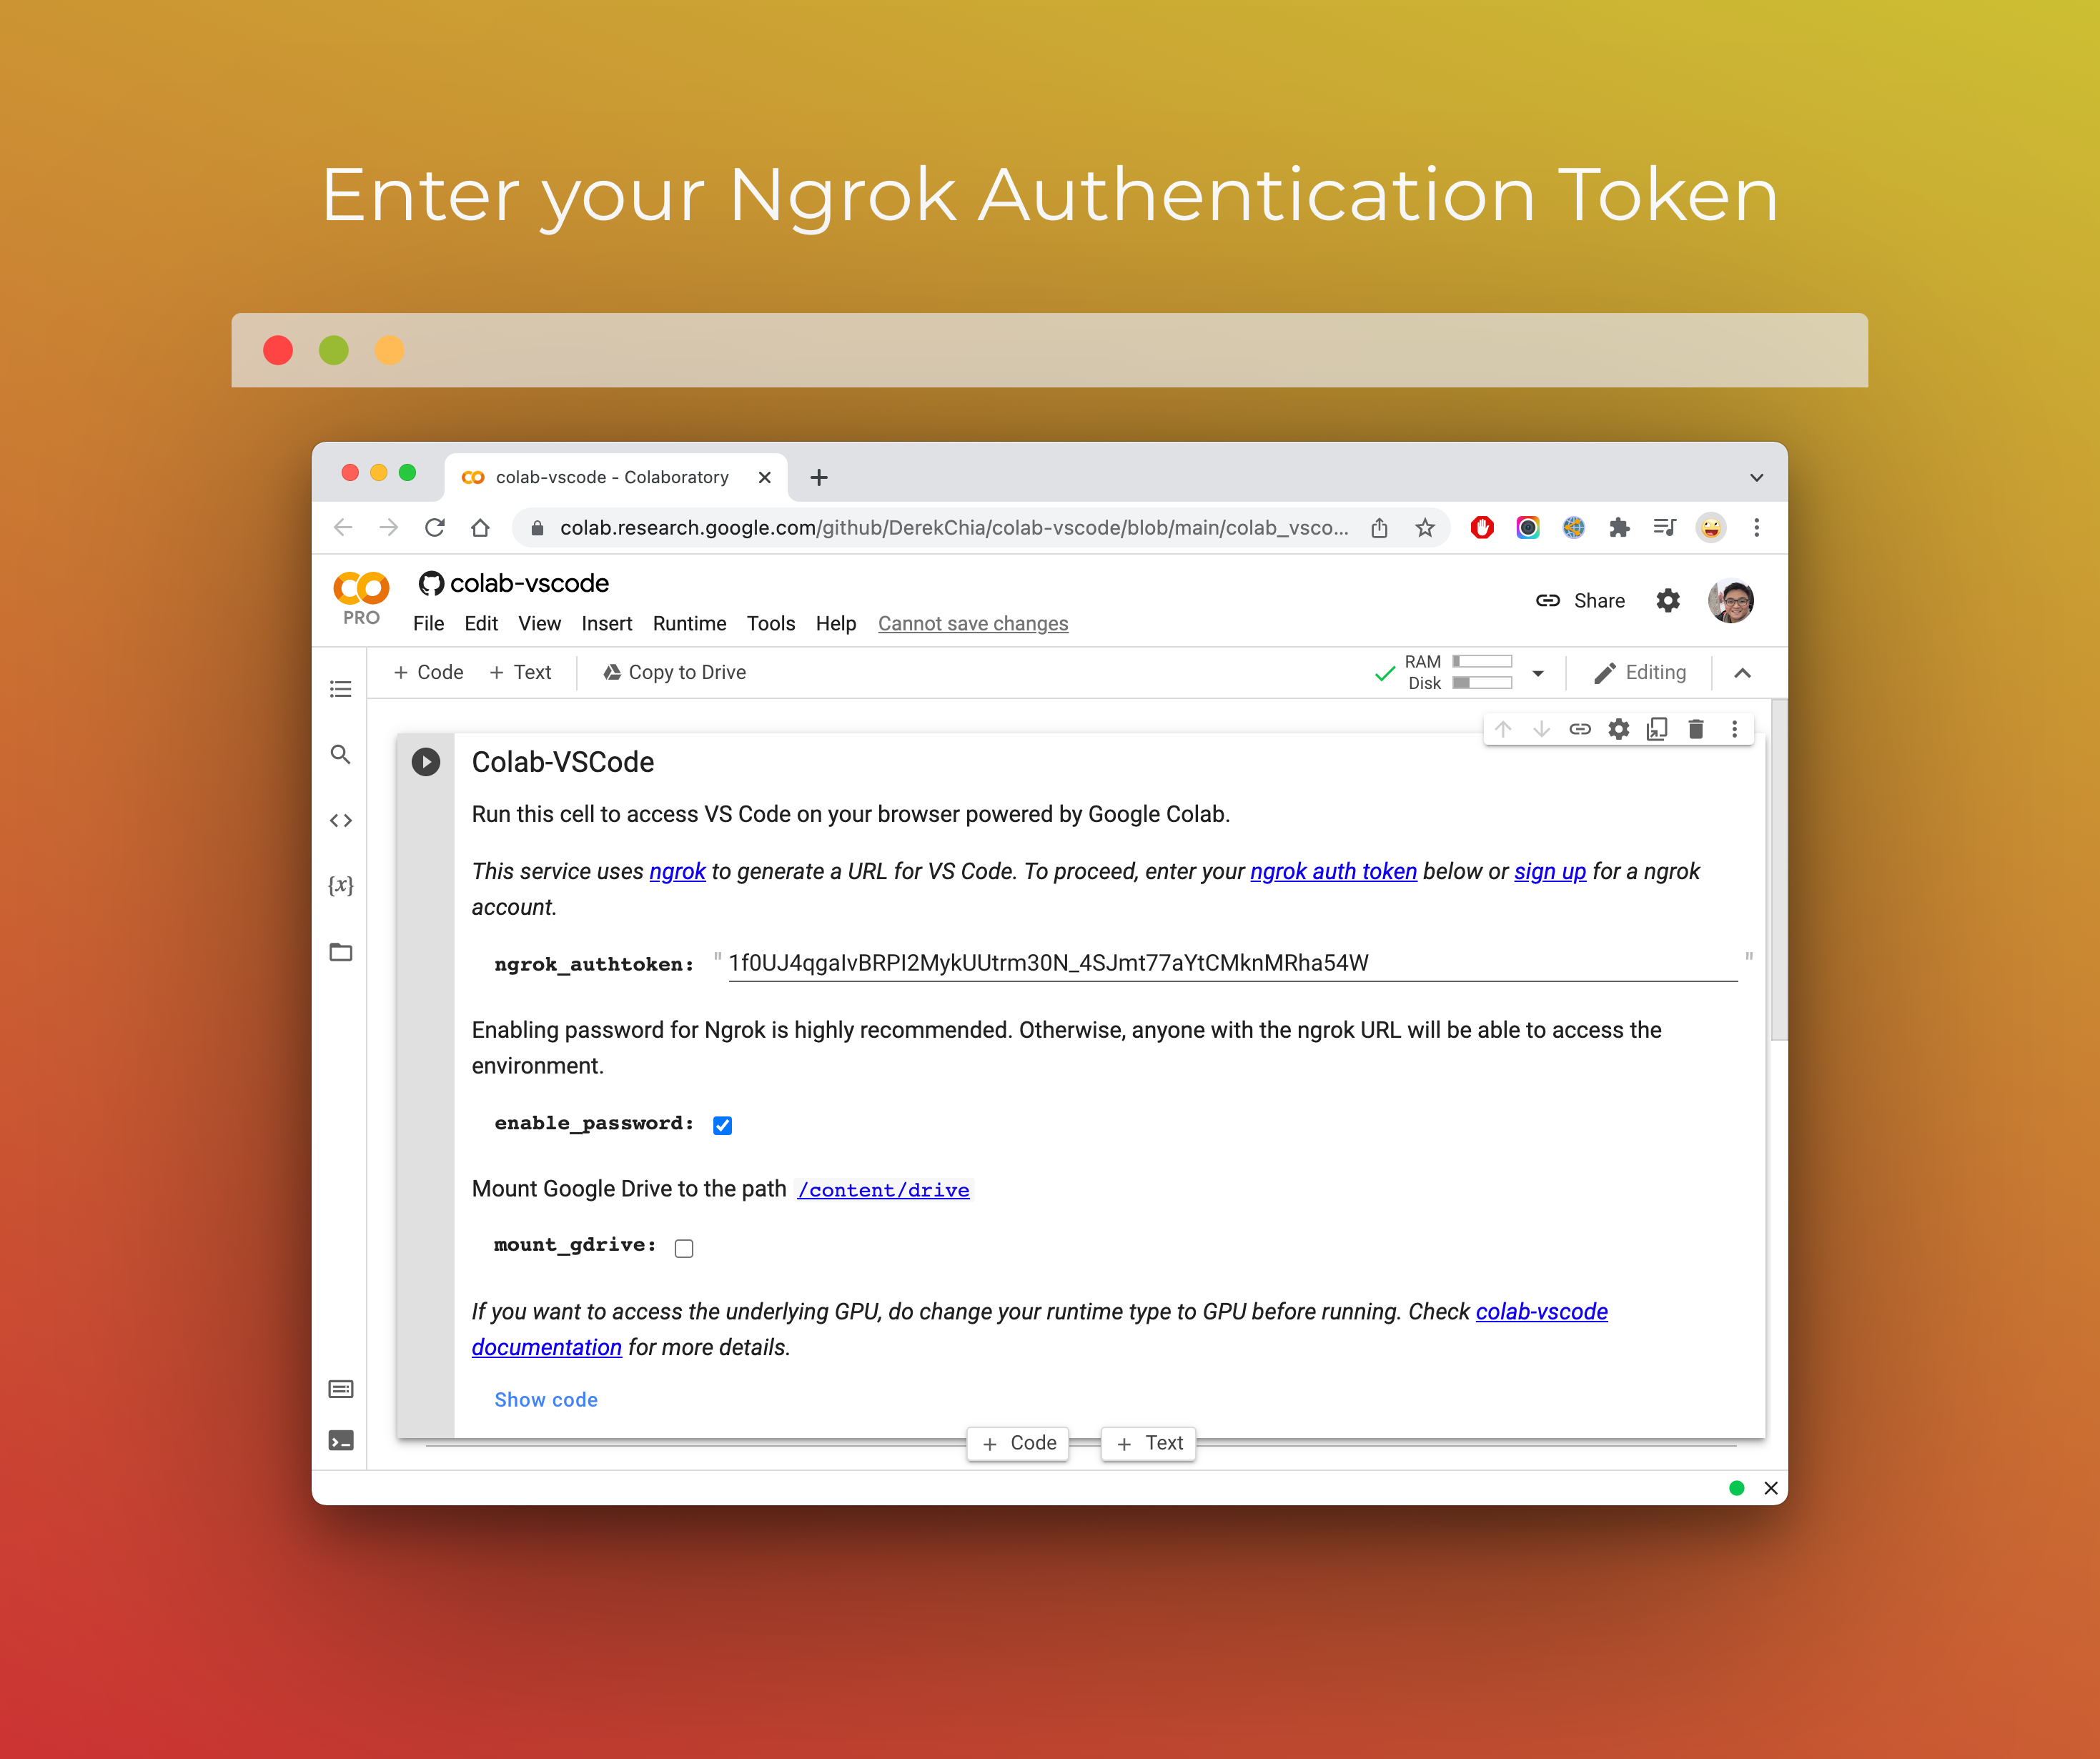 Enter your Ngrok Authentication Token
colab-vscode - Colaboratory
colab.research.google.com/github/DerekChia/colab-vscode/blob/main/colab_vsco...
PRO
colab-vscode
File Edit View Insert Runtime Tools Help Cannot save changes
Share
+ Code + Text Copy to Drive
RAM
Disk
Editing
Colab-VSCode
Run this cell to access VS Code on your browser powered by Google Colab.
This service uses ngrok to generate a URL for VS Code. To proceed, enter your ngrok auth token below or sign up for a ngrok
account.
ngrok_authtoken: " 1f0UJ4qgaIvBRPI2MykUUtrm30N_4SJmt77aYtCMknMRha54W "
Enabling password for Ngrok is highly recommended. Otherwise, anyone with the ngrok URL will be able to access the
environment.
enable_password:
Mount Google Drive to the path /content/drive
mount_gdrive:
If you want to access the underlying GPU, do change your runtime type to GPU before running. Check colab-vscode
documentation for more details.
Show code
+ Code + Text